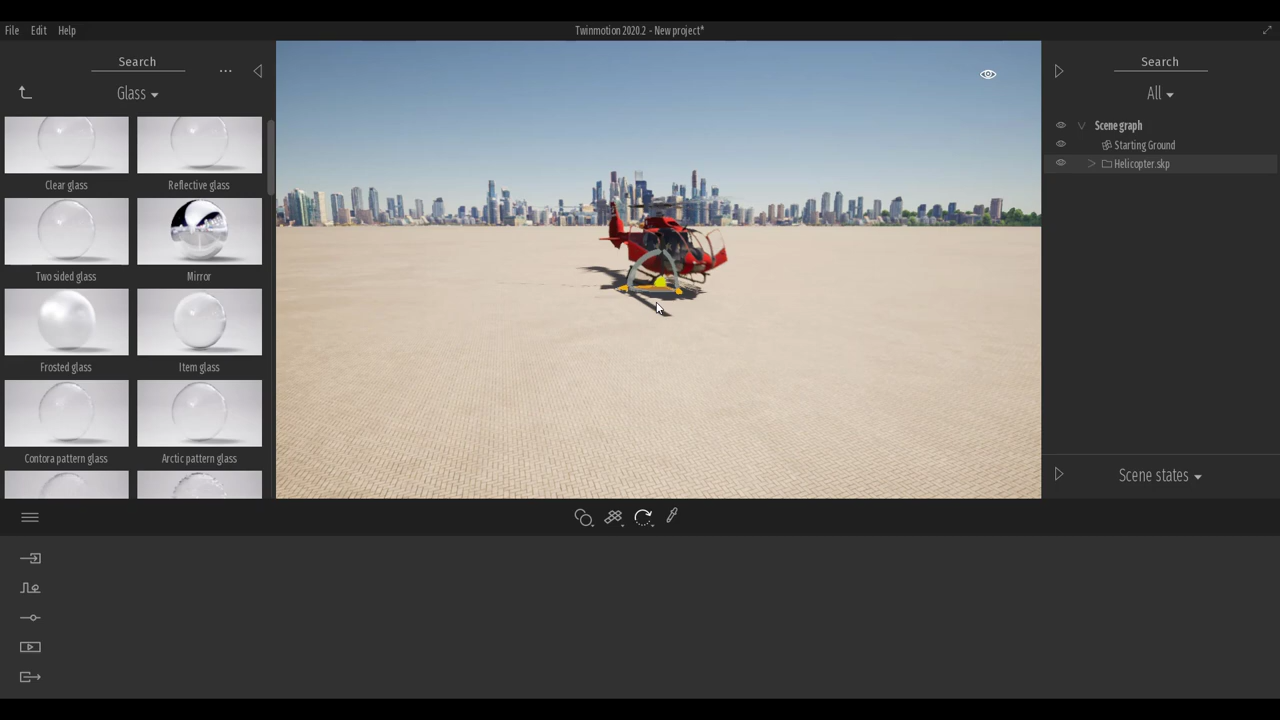 File Edit Help
Twinmotion 2020.2 - New project*
Search
...
Glass
Clear glass
Reflective glass
Two sided glass
Mirror
Frosted glass
Item glass
Contora pattern glass
Arctic pattern glass
Search
All
Scene graph
Starting Ground
Helicopter.skp
Scene states